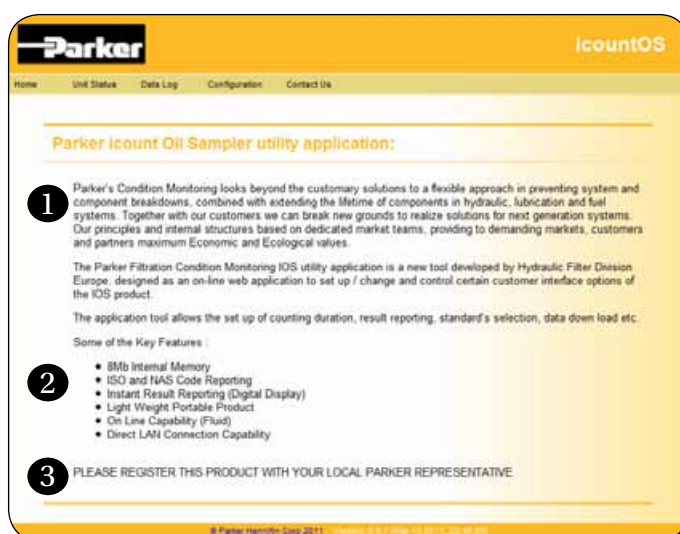 Parker
icountOS
Home Unit Status Data Log Configuration Contact Us
Parker icount Oil Sampler utility application:
1
Parker's Condition Monitoring looks beyond the customary solutions to a flexible approach in preventing system and
component breakdowns, combined with extending the lifetime of components in hydraulic, lubrication and fuel
systems. Together with our customers we can break new grounds to realize solutions for next generation systems.
Our principles and internal structures based on dedicated market teams, providing to demanding markets, customers
and partners maximum Economic and Ecological values.
The Parker Filtration Condition Monitoring IOS utility application is a new tool developed by Hydraulic Filter Division
Europe, designed as an on-line web application to set up / change and control certain customer interface options of
the IOS product.
The application tool allows the set up of counting duration, result reporting, standard's selection, data down load etc.
Some of the Key Features :
2
• 8Mb Internal Memory
• ISO and NAS Code Reporting
• Instant Result Reporting (Digital Display)
• Light Weight Portable Product
• On Line Capability (Fluid)
• Direct LAN Connection Capability
3
PLEASE REGISTER THIS PRODUCT WITH YOUR LOCAL PARKER REPRESENTATIVE
© Parker Hannifin Corp 2011